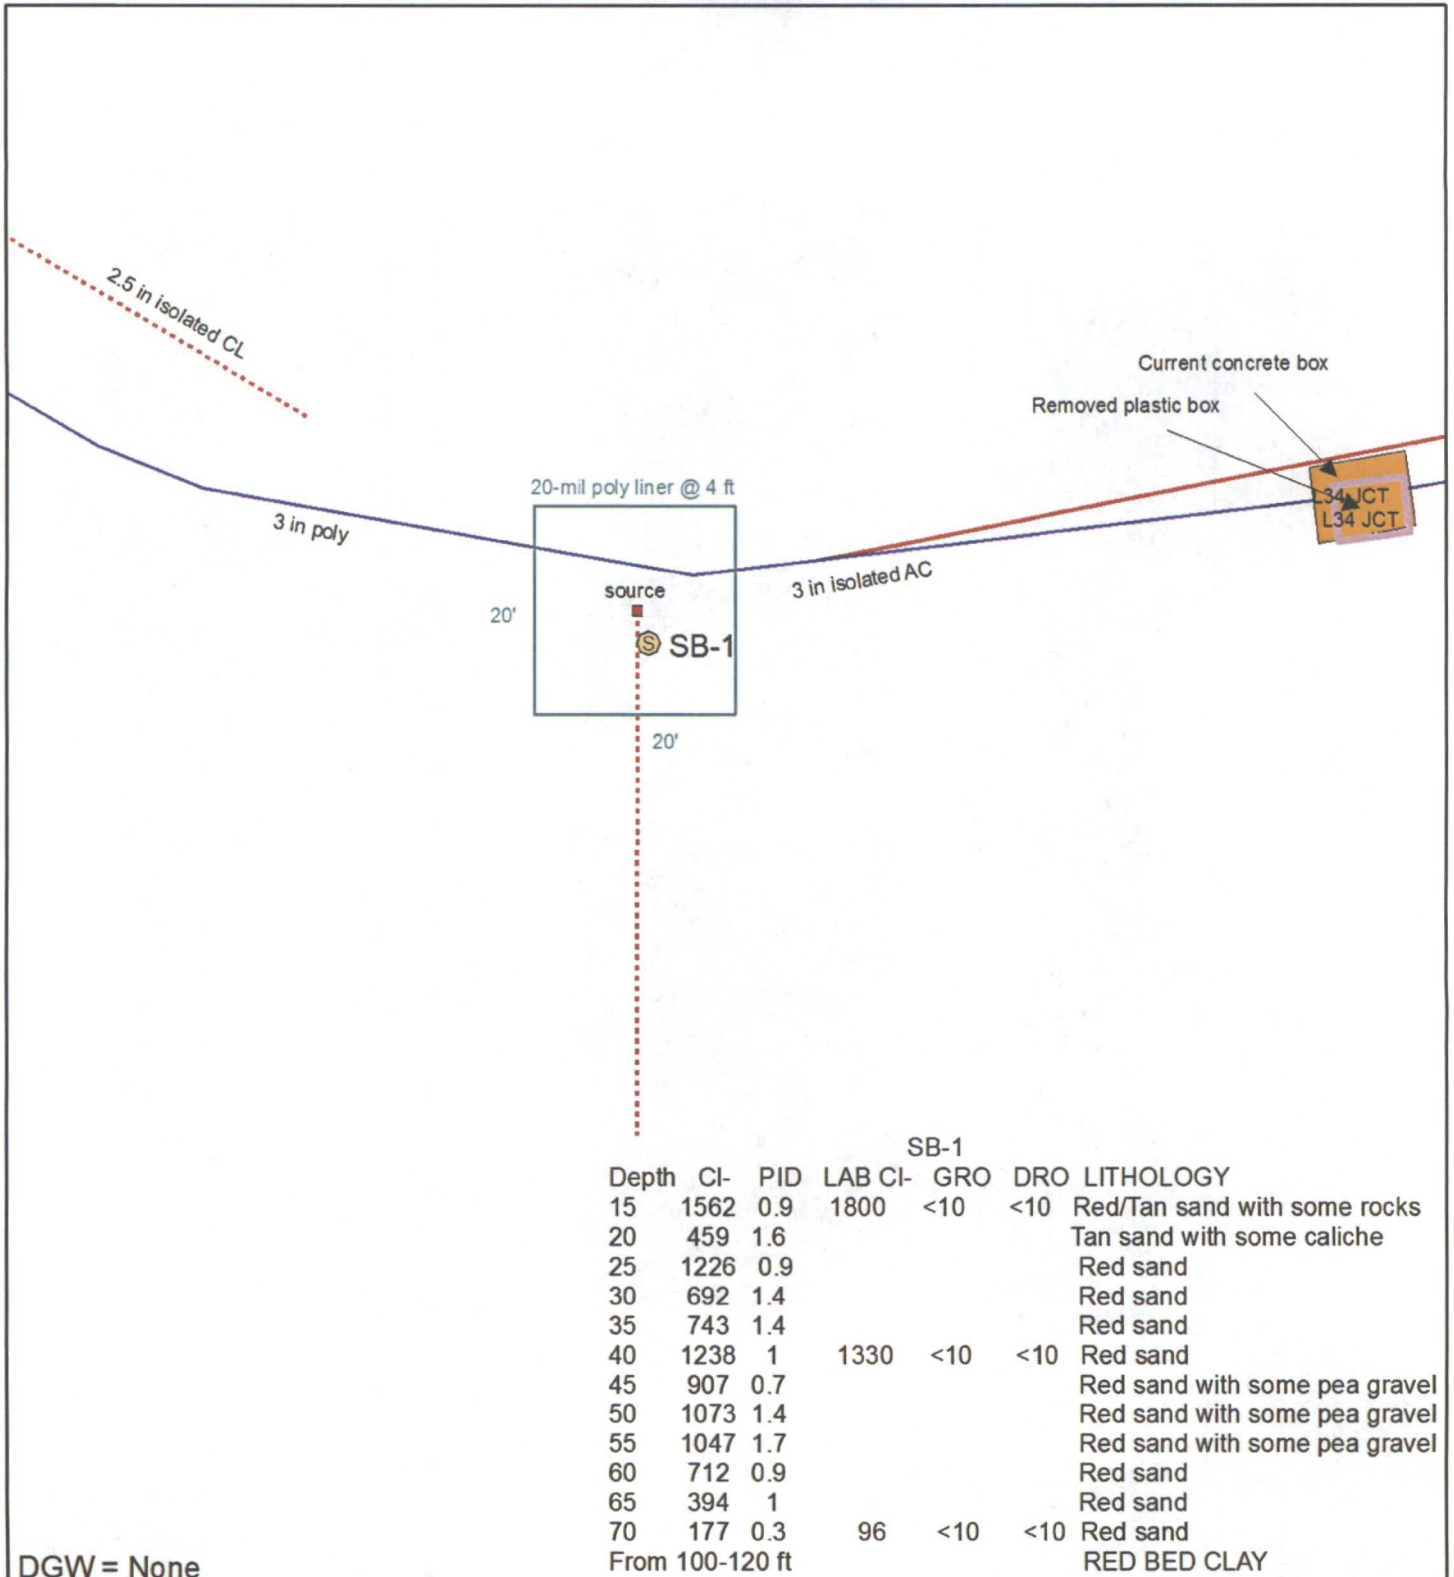 2.5 in isolated CL
Current concrete box
Removed plastic box
20-mil poly liner @ 4 ft
L34 JCT
L34 JCT
3 in poly
3 in isolated AC
source
20'
S
SB-1
20'
SB-1
Depth Cl- PID LAB Cl- GRO DRO LITHOLOGY
15 1562 0.9 1800 <10 <10 Red/Tan sand with some rocks
20 459 1.6 Tan sand with some caliche
25 1226 0.9 Red sand
30 692 1.4 Red sand
35 743 1.4 Red sand
40 1238 1 1330 <10 <10 Red sand
45 907 0.7 Red sand with some pea gravel
50 1073 1.4 Red sand with some pea gravel
55 1047 1.7 Red sand with some pea gravel
60 712 0.9 Red sand
65 394 1 Red sand
70 177 0.3 96 <10 <10 Red sand
From 100-120 ft RED BED CLAY
DGW = None